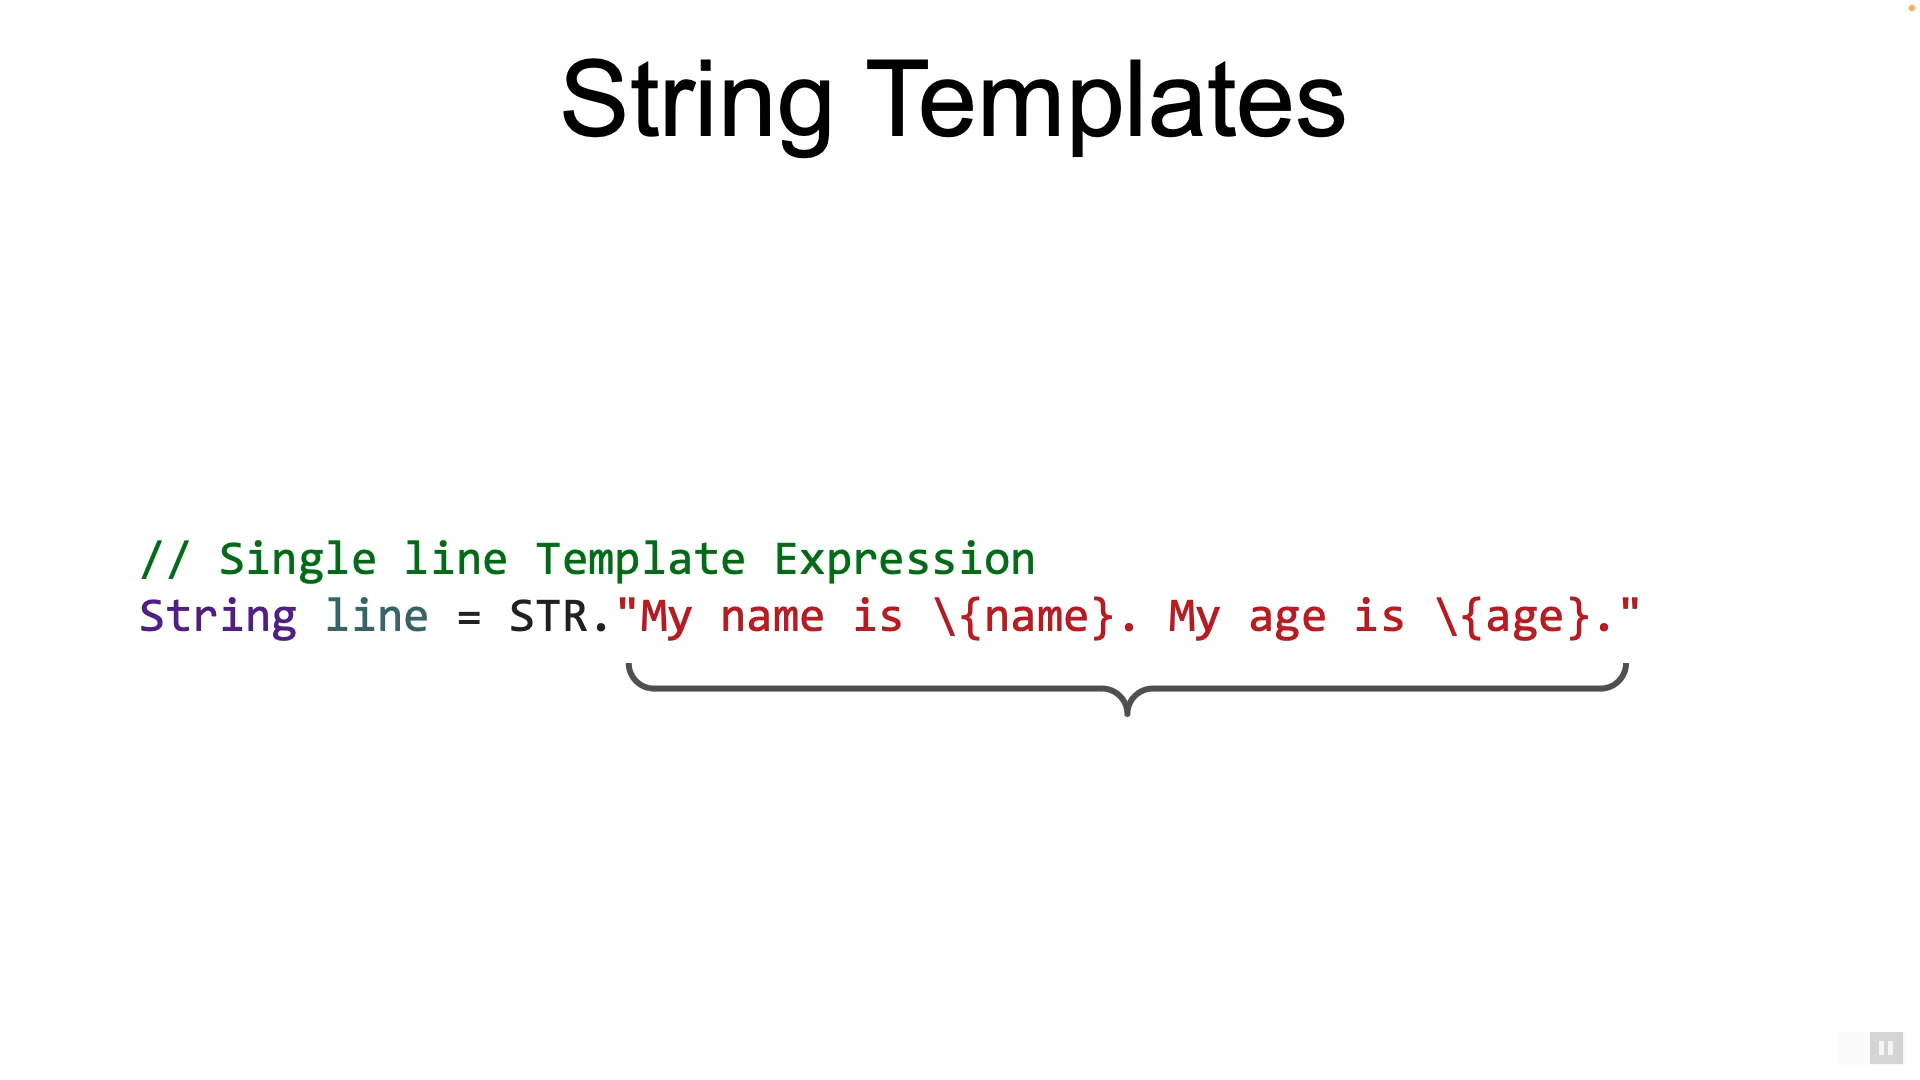 String Templates
// Single line Template Expression
String line = STR."My name is \{name}. My age is \{age}."